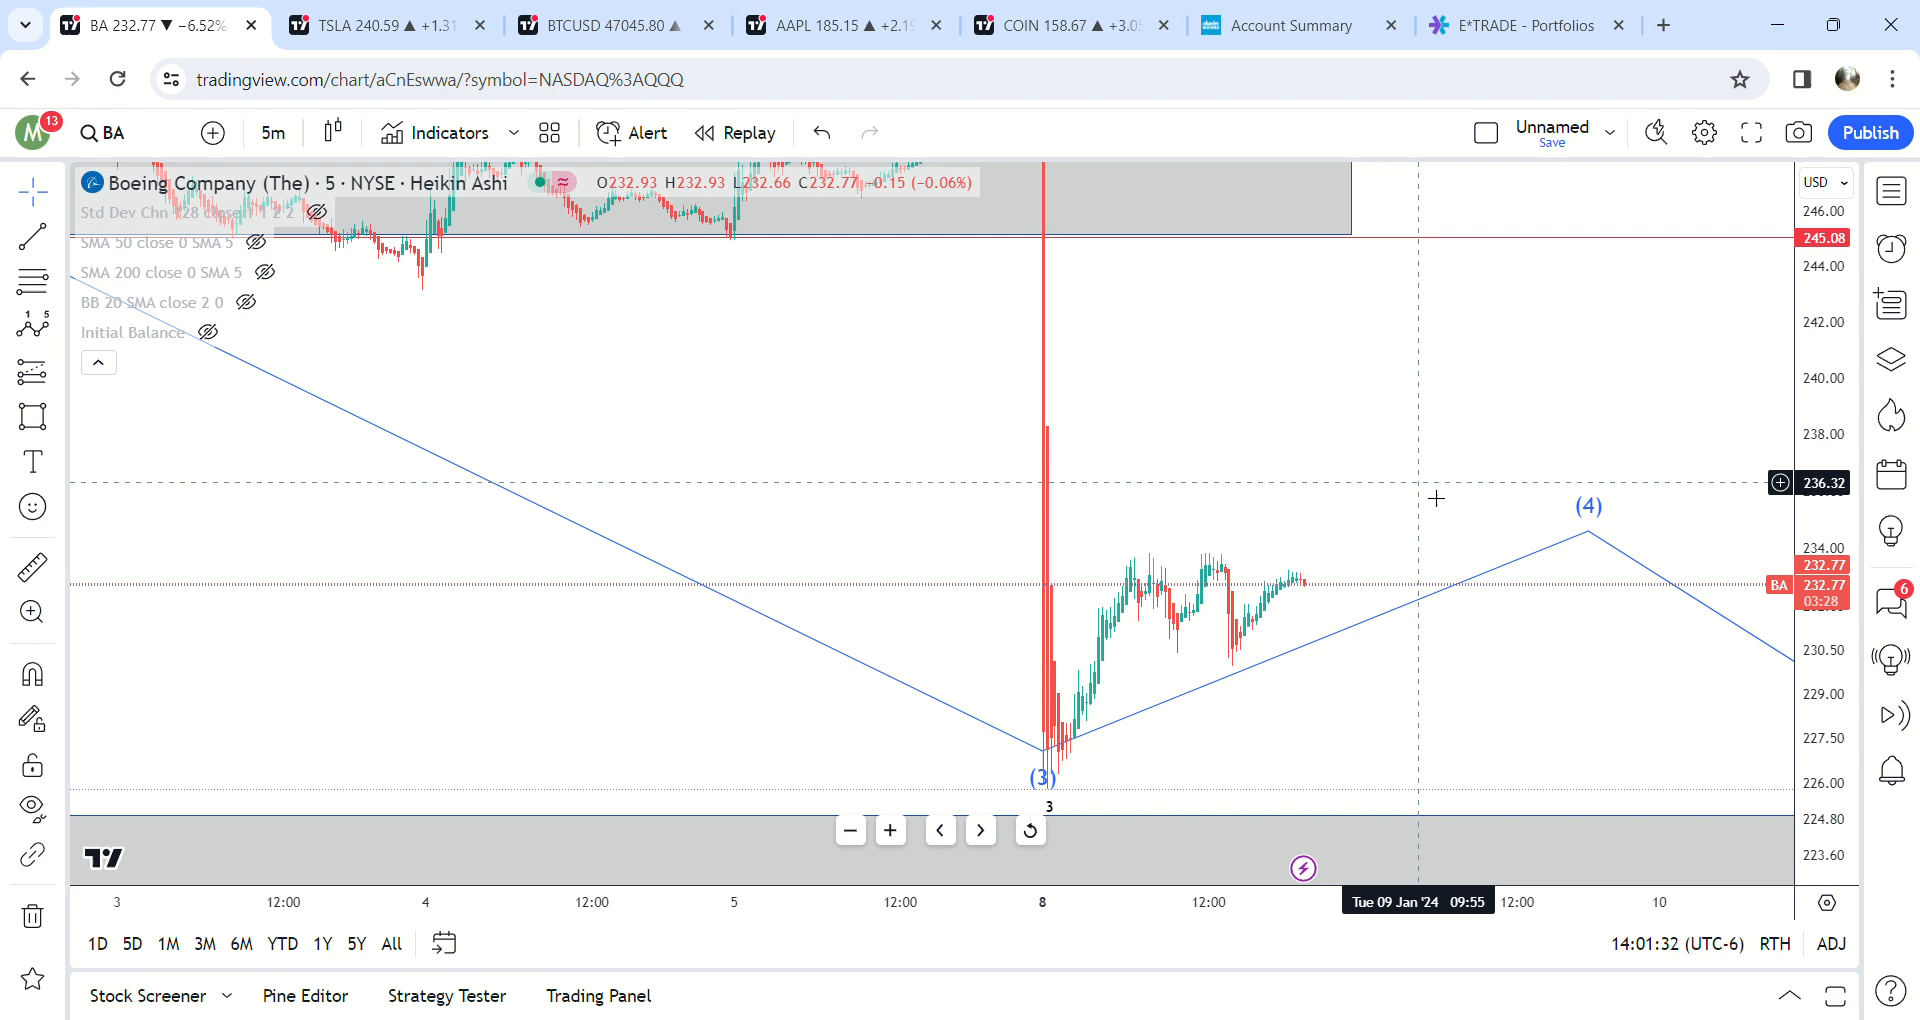 BA 232.77 ▼ −6.52%
TSLA 240.59 ▲ +1.31
BTCUSD 47045.80 ▲
AAPL 185.15 ▲ +2.19
COIN 158.67 ▲ +3.05
Account Summary
E*TRADE - Portfolios
tradingview.com/chart/aCnEswwa/?symbol=NASDAQ%3AQQQ
M
13
BA
5m
Indicators
Alert
Replay
Unnamed
Save
Publish
Boeing Company (The) · 5 · NYSE · Heikin Ashi
O232.93 H232.93 L232.66 C232.77 −0.15 (−0.06%)
USD
Std Dev Chn 128 close 1 1 2 2
SMA 50 close 0 SMA 5
SMA 200 close 0 SMA 5
BB 20 SMA close 2 0
Initial Balance
246.00
245.08
244.00
242.00
240.00
238.00
236.32
234.00
232.77
BA 232.77
03:28
230.50
229.00
227.50
226.00
224.80
223.60
(4)
(3)
3
6
3
12:00
4
12:00
5
12:00
8
12:00
Tue 09 Jan '24 09:55
12:00
10
1D 5D 1M 3M 6M YTD 1Y 5Y All
14:01:32 (UTC-6) RTH ADJ
Stock Screener
Pine Editor
Strategy Tester
Trading Panel